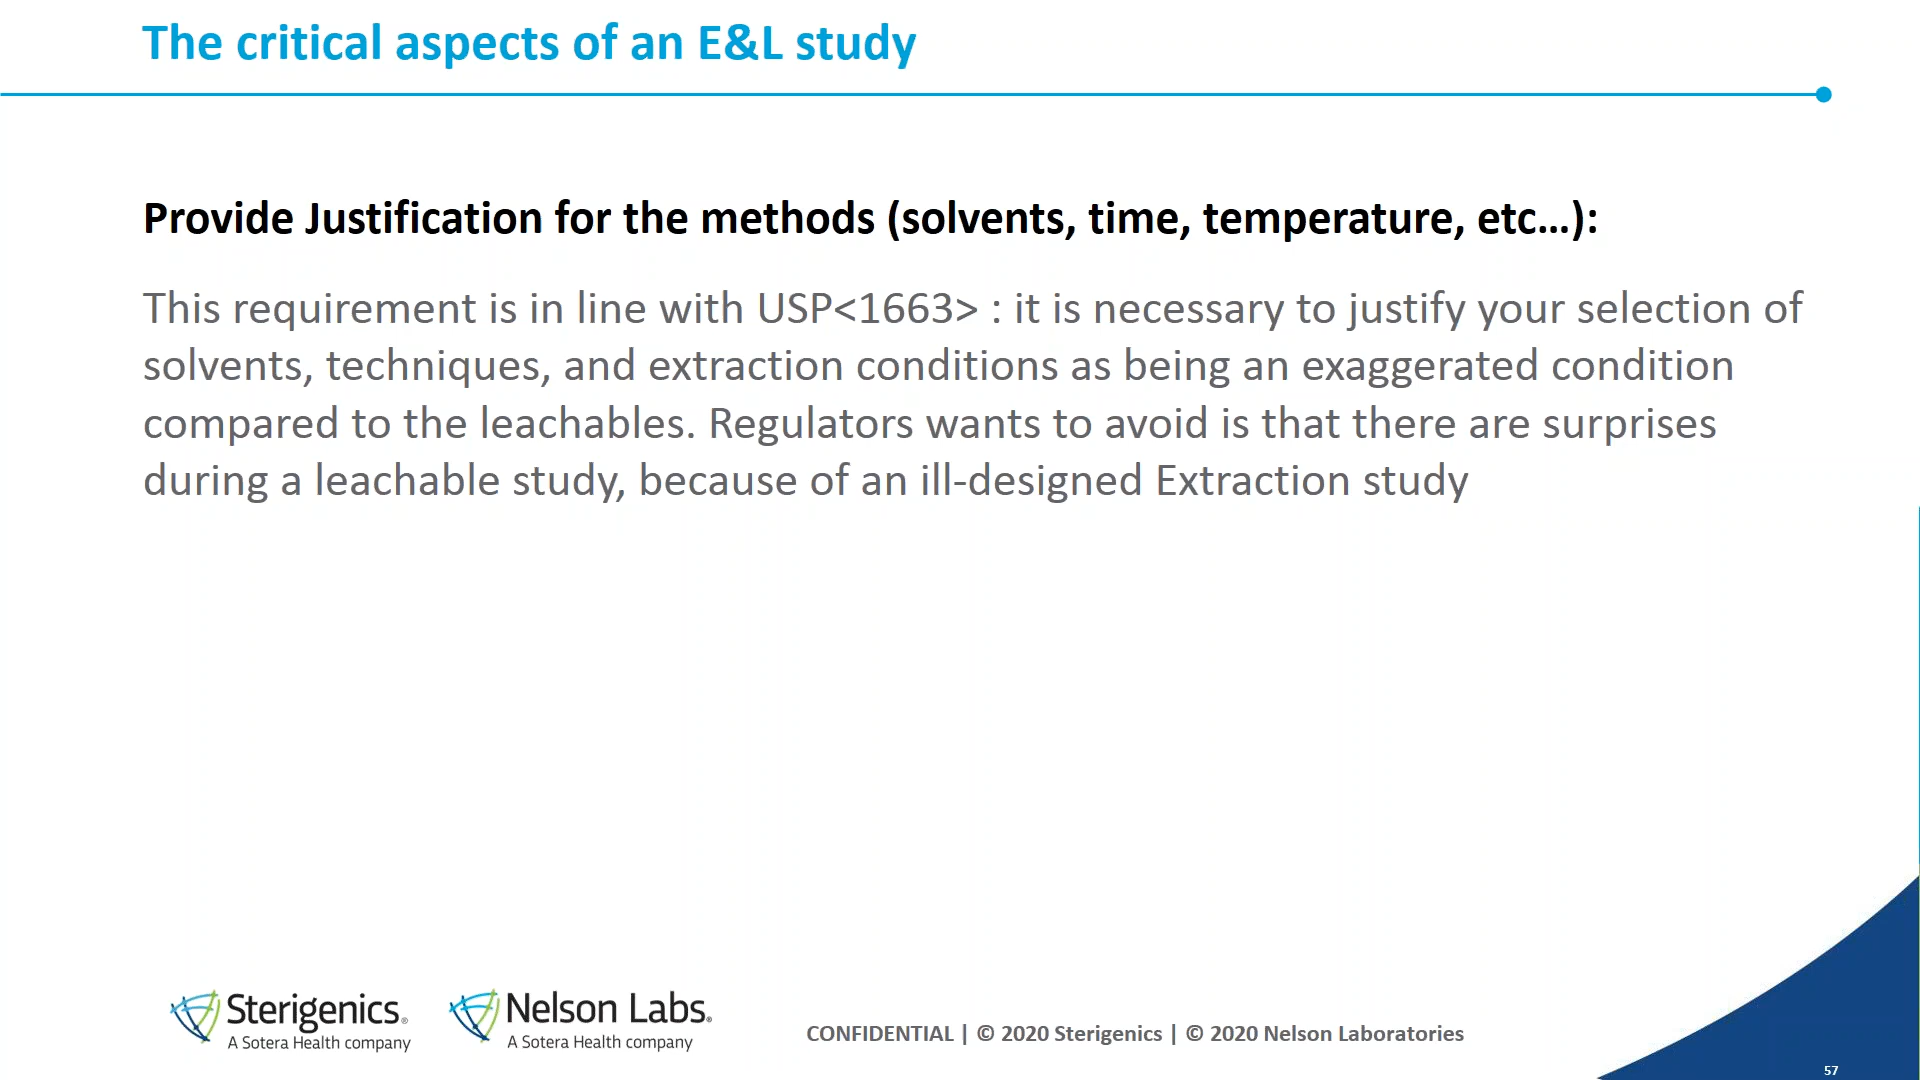 The critical aspects of an E&L study
Provide Justification for the methods (solvents, time, temperature, etc…):
This requirement is in line with USP<1663> : it is necessary to justify your selection of
solvents, techniques, and extraction conditions as being an exaggerated condition
compared to the leachables. Regulators wants to avoid is that there are surprises
during a leachable study, because of an ill-designed Extraction study
Sterigenics®
A Sotera Health company
Nelson Labs®
A Sotera Health company
CONFIDENTIAL | © 2020 Sterigenics | © 2020 Nelson Laboratories
57